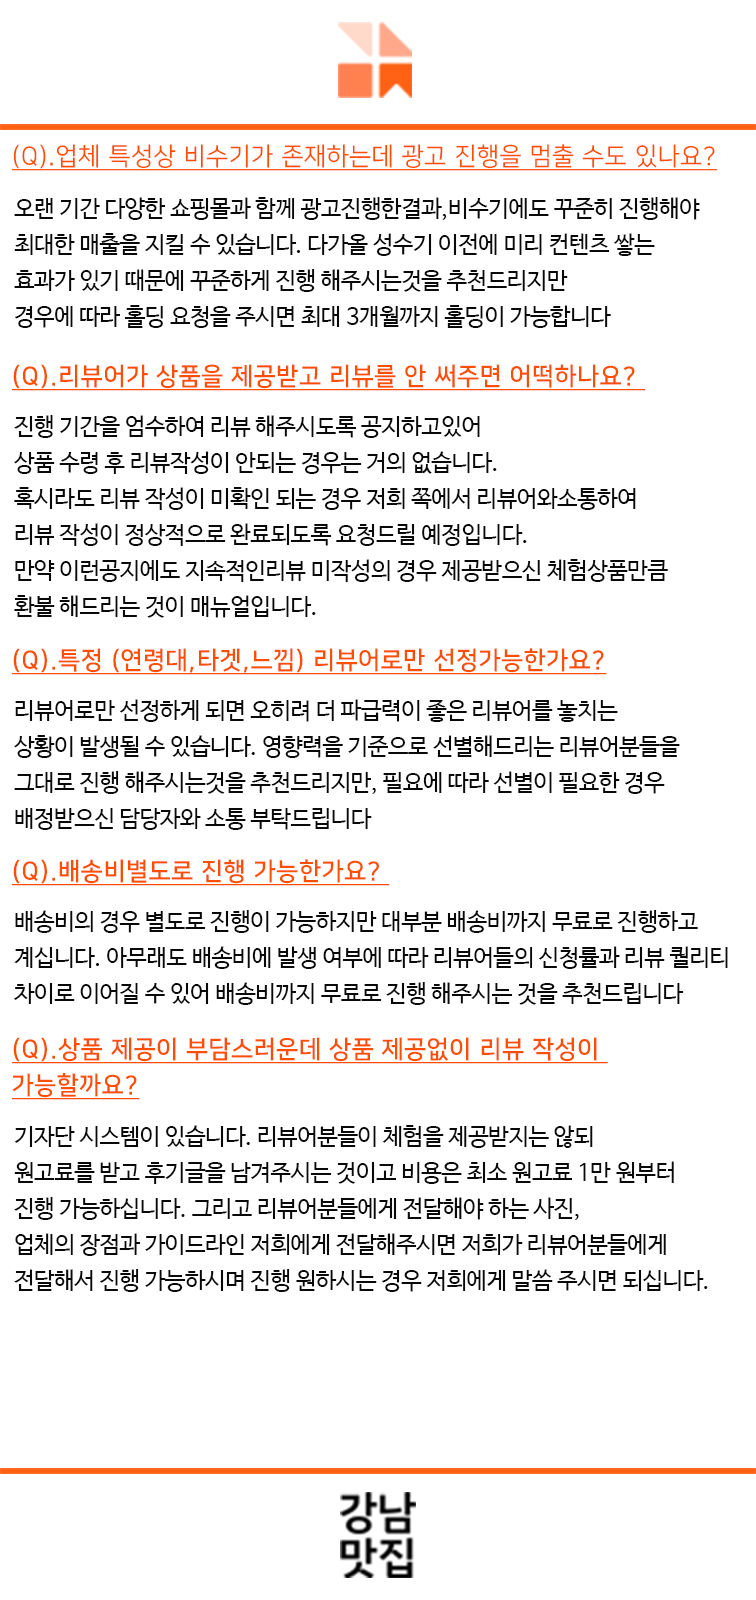 (Q).업체 특성상 비수기가 존재하는데 광고 진행을 멈출 수도 있나요?
오랜 기간 다양한 쇼핑몰과 함께 광고진행한결과,비수기에도 꾸준히 진행해야
최대한 매출을 지킬 수 있습니다. 다가올 성수기 이전에 미리 컨텐츠 쌓는
효과가 있기 때문에 꾸준하게 진행 해주시는것을 추천드리지만
경우에 따라 홀딩 요청을 주시면 최대 3개월까지 홀딩이 가능합니다
(Q).리뷰어가 상품을 제공받고 리뷰를 안 써주면 어떡하나요?
진행 기간을 엄수하여 리뷰 해주시도록 공지하고있어
상품 수령 후 리뷰작성이 안되는 경우는 거의 없습니다.
혹시라도 리뷰 작성이 미확인 되는 경우 저희 쪽에서 리뷰어와소통하여
리뷰 작성이 정상적으로 완료되도록 요청드릴 예정입니다.
만약 이런공지에도 지속적인리뷰 미작성의 경우 제공받으신 체험상품만큼
환불 해드리는 것이 매뉴얼입니다.
(Q).특정 (연령대,타겟,느낌) 리뷰어로만 선정가능한가요?
리뷰어로만 선정하게 되면 오히려 더 파급력이 좋은 리뷰어를 놓치는
상황이 발생될 수 있습니다. 영향력을 기준으로 선별해드리는 리뷰어분들을
그대로 진행 해주시는것을 추천드리지만, 필요에 따라 선별이 필요한 경우
배정받으신 담당자와 소통 부탁드립니다
(Q).배송비별도로 진행 가능한가요?
배송비의 경우 별도로 진행이 가능하지만 대부분 배송비까지 무료로 진행하고
계십니다. 아무래도 배송비에 발생 여부에 따라 리뷰어들의 신청률과 리뷰 퀄리티
차이로 이어질 수 있어 배송비까지 무료로 진행 해주시는 것을 추천드립니다
(Q).상품 제공이 부담스러운데 상품 제공없이 리뷰 작성이
가능할까요?
기자단 시스템이 있습니다. 리뷰어분들이 체험을 제공받지는 않되
원고료를 받고 후기글을 남겨주시는 것이고 비용은 최소 원고료 1만 원부터
진행 가능하십니다. 그리고 리뷰어분들에게 전달해야 하는 사진,
업체의 장점과 가이드라인 저희에게 전달해주시면 저희가 리뷰어분들에게
전달해서 진행 가능하시며 진행 원하시는 경우 저희에게 말씀 주시면 되십니다.
강남
맛집